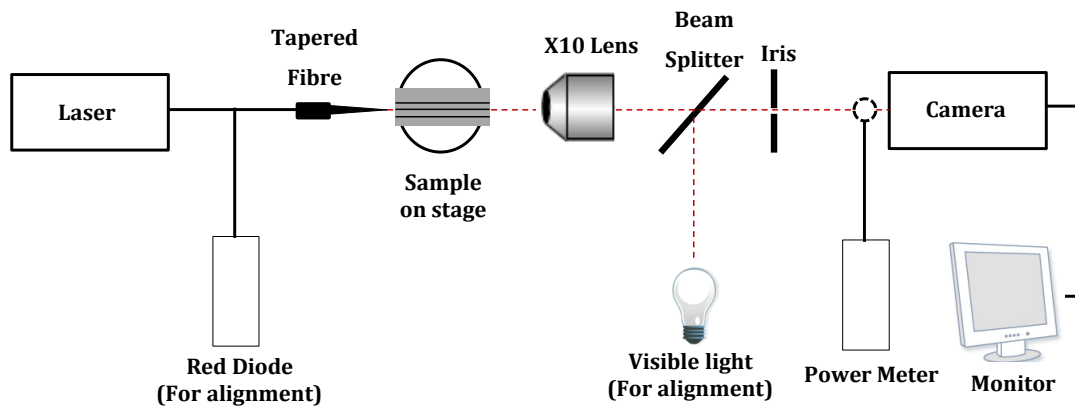 Laser
Tapered
Fibre
Sample
on stage
X10 Lens
Beam
Splitter
Iris
Camera
Red Diode
(For alignment)
Visible light
(For alignment)
Power Meter
Monitor